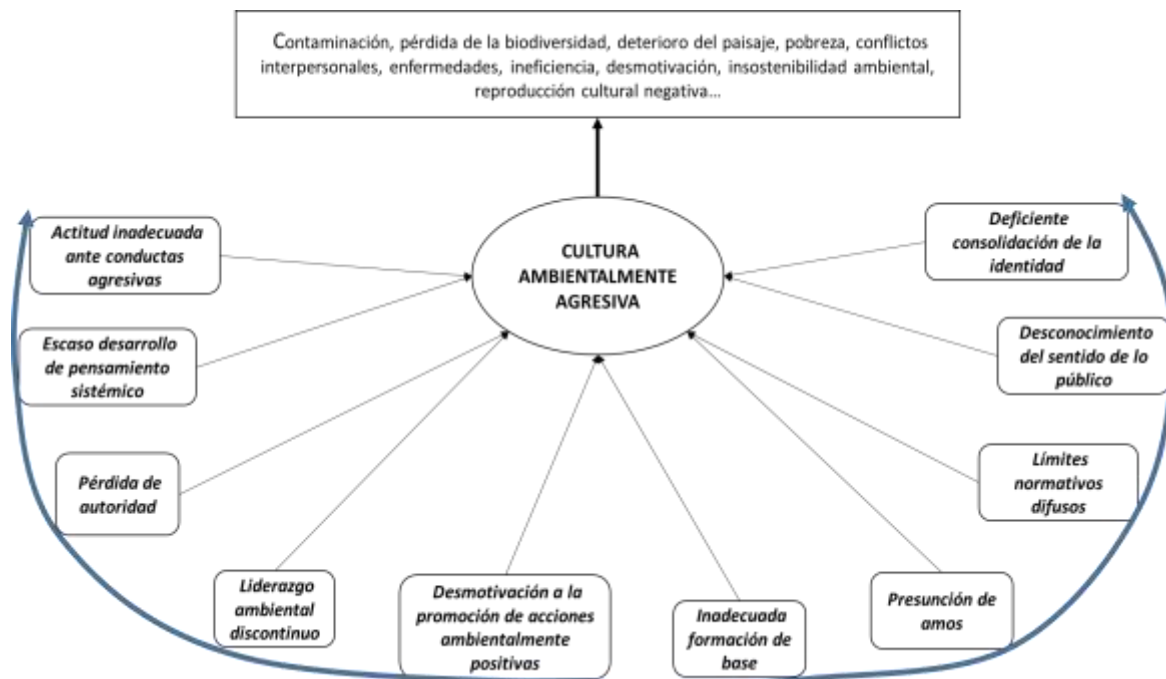 Contaminación, pérdida de la biodiversidad, deterioro del paisaje, pobreza, conflictos
interpersonales, enfermedades, ineficiencia, desmotivación, insostenibilidad ambiental,
reproducción cultural negativa...
CULTURA
AMBIENTALMENTE
AGRESIVA
Actitud inadecuada
ante conductas
agresivas
Deficiente
consolidación de la
identidad
Escaso desarrollo
de pensamiento
sistémico
Desconocimiento
del sentido de lo
público
Pérdida de
autoridad
Límites
normativos
difusos
Liderazgo
ambiental
discontinuo
Desmotivación a la
promoción de acciones
ambientalmente
positivas
Inadecuada
formación de
base
Presunción de
amos